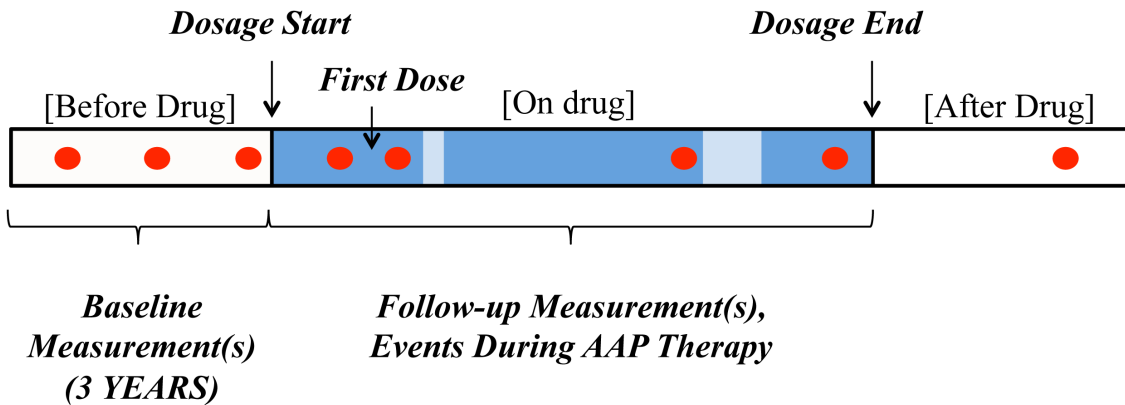 Dosage Start
Dosage End
First Dose
[Before Drug]
[On drug]
[After Drug]
Baseline
Measurement(s)
(3 YEARS)
Follow-up Measurement(s),
Events During AAP Therapy